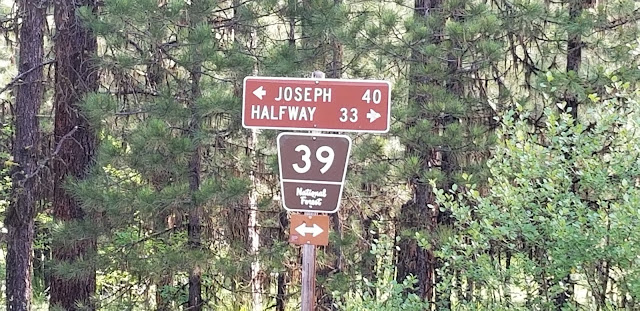 ← JOSEPH 40
HALFWAY 33 →
39
National
Forest